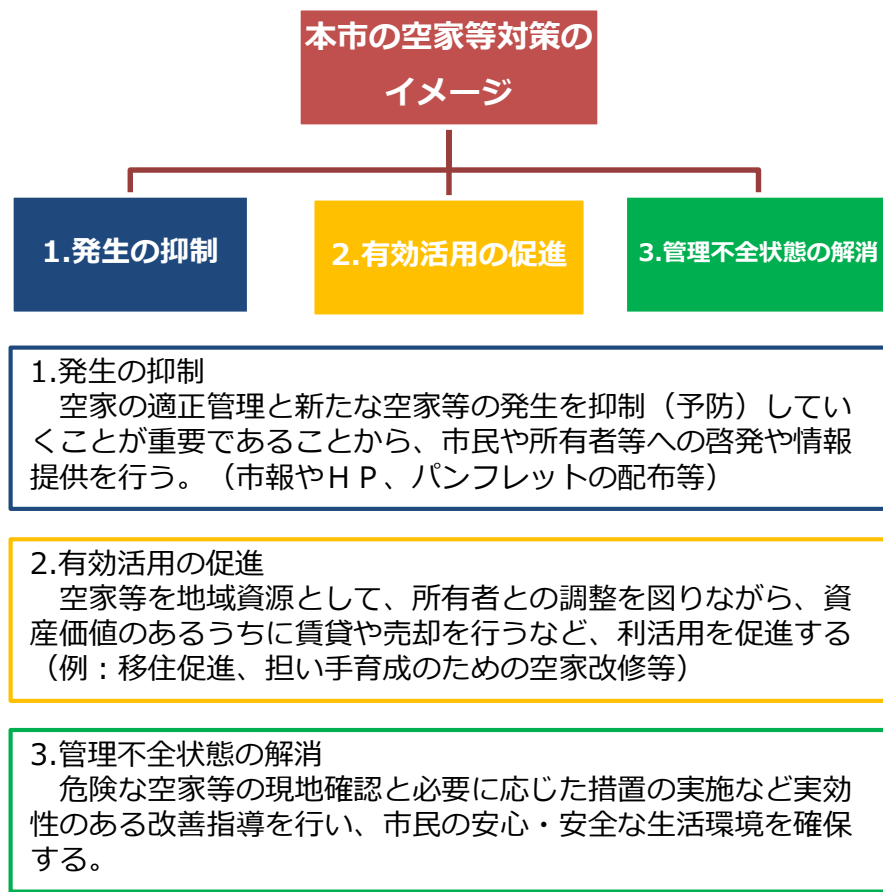 本市の空家等対策の
イメージ
1.発生の抑制
2.有効活用の促進
3.管理不全状態の解消
1.発生の抑制
　空家の適正管理と新たな空家等の発生を抑制（予防）してい
くことが重要であることから、市民や所有者等への啓発や情報
提供を行う。（市報やＨＰ、パンフレットの配布等）
2.有効活用の促進
　空家等を地域資源として、所有者との調整を図りながら、資
産価値のあるうちに賃貸や売却を行うなど、利活用を促進する
（例：移住促進、担い手育成のための空家改修等）
3.管理不全状態の解消
　危険な空家等の現地確認と必要に応じた措置の実施など実効
性のある改善指導を行い、市民の安心・安全な生活環境を確保
する。